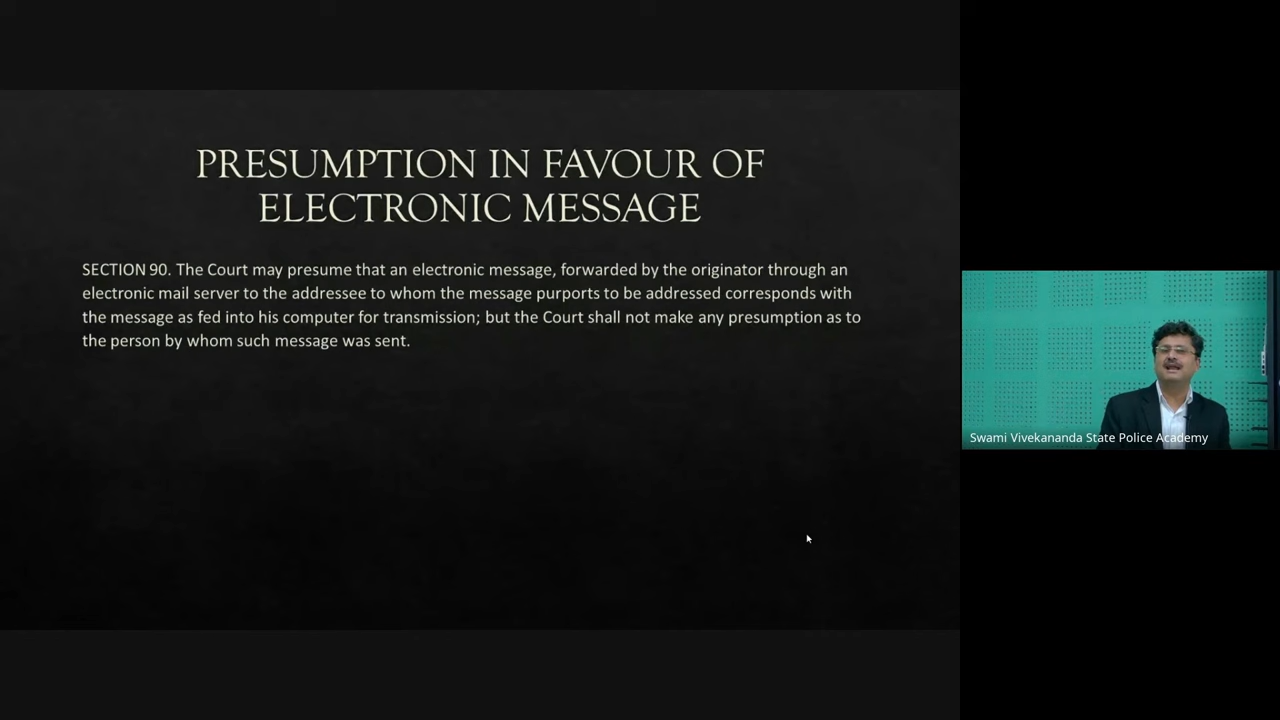 PRESUMPTION IN FAVOUR OF
ELECTRONIC MESSAGE
SECTION 90. The Court may presume that an electronic message, forwarded by the originator through an
electronic mail server to the addressee to whom the message purports to be addressed corresponds with
the message as fed into his computer for transmission; but the Court shall not make any presumption as to
the person by whom such message was sent.
Swami Vivekananda State Police Academy